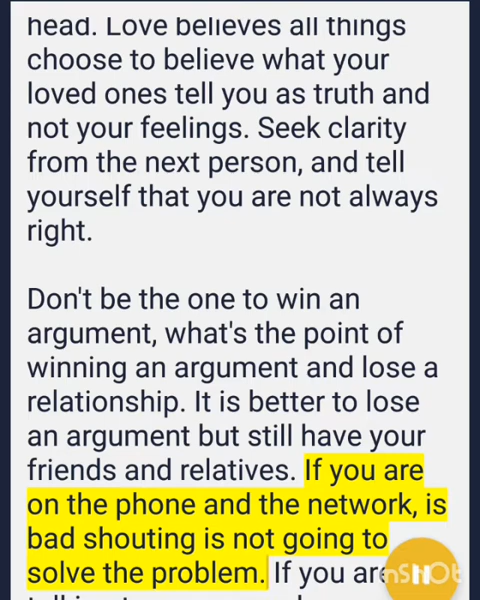 head. Love believes all things
choose to believe what your
loved ones tell you as truth and
not your feelings. Seek clarity
from the next person, and tell
yourself that you are not always
right.
Don't be the one to win an
argument, what's the point of
winning an argument and lose a
relationship. It is better to lose
an argument but still have your
friends and relatives. If you are
on the phone and the network, is
bad shouting is not going to
solve the problem. If you are